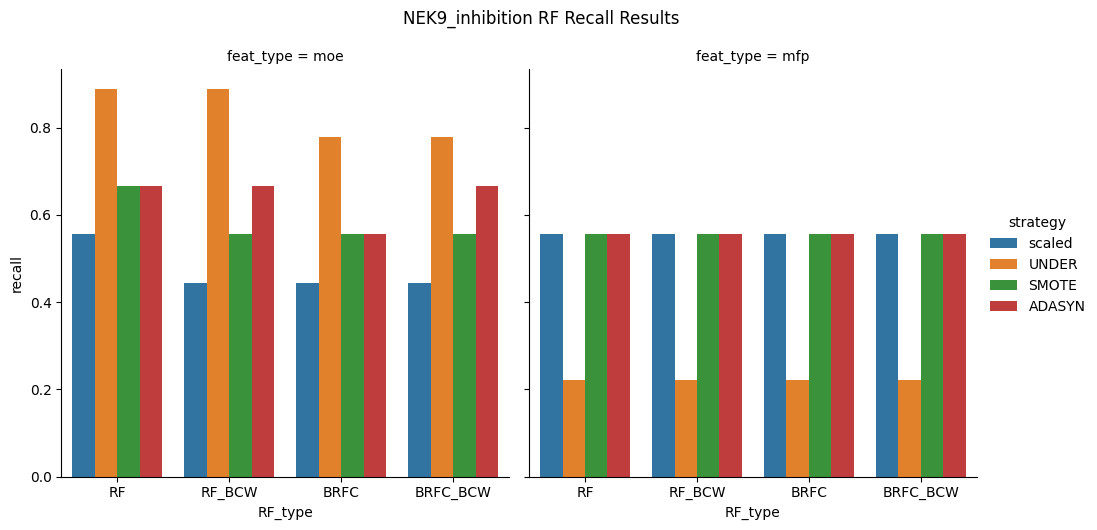 NEK9_inhibition RF Recall Results
feat_type = moe
feat_type = mfp
recall
0.8
0.6
0.4
0.2
0.0
RF RF_BCW BRFC BRFC_BCW
RF_type
RF RF_BCW BRFC BRFC_BCW
RF_type
strategy
scaled
UNDER
SMOTE
ADASYN